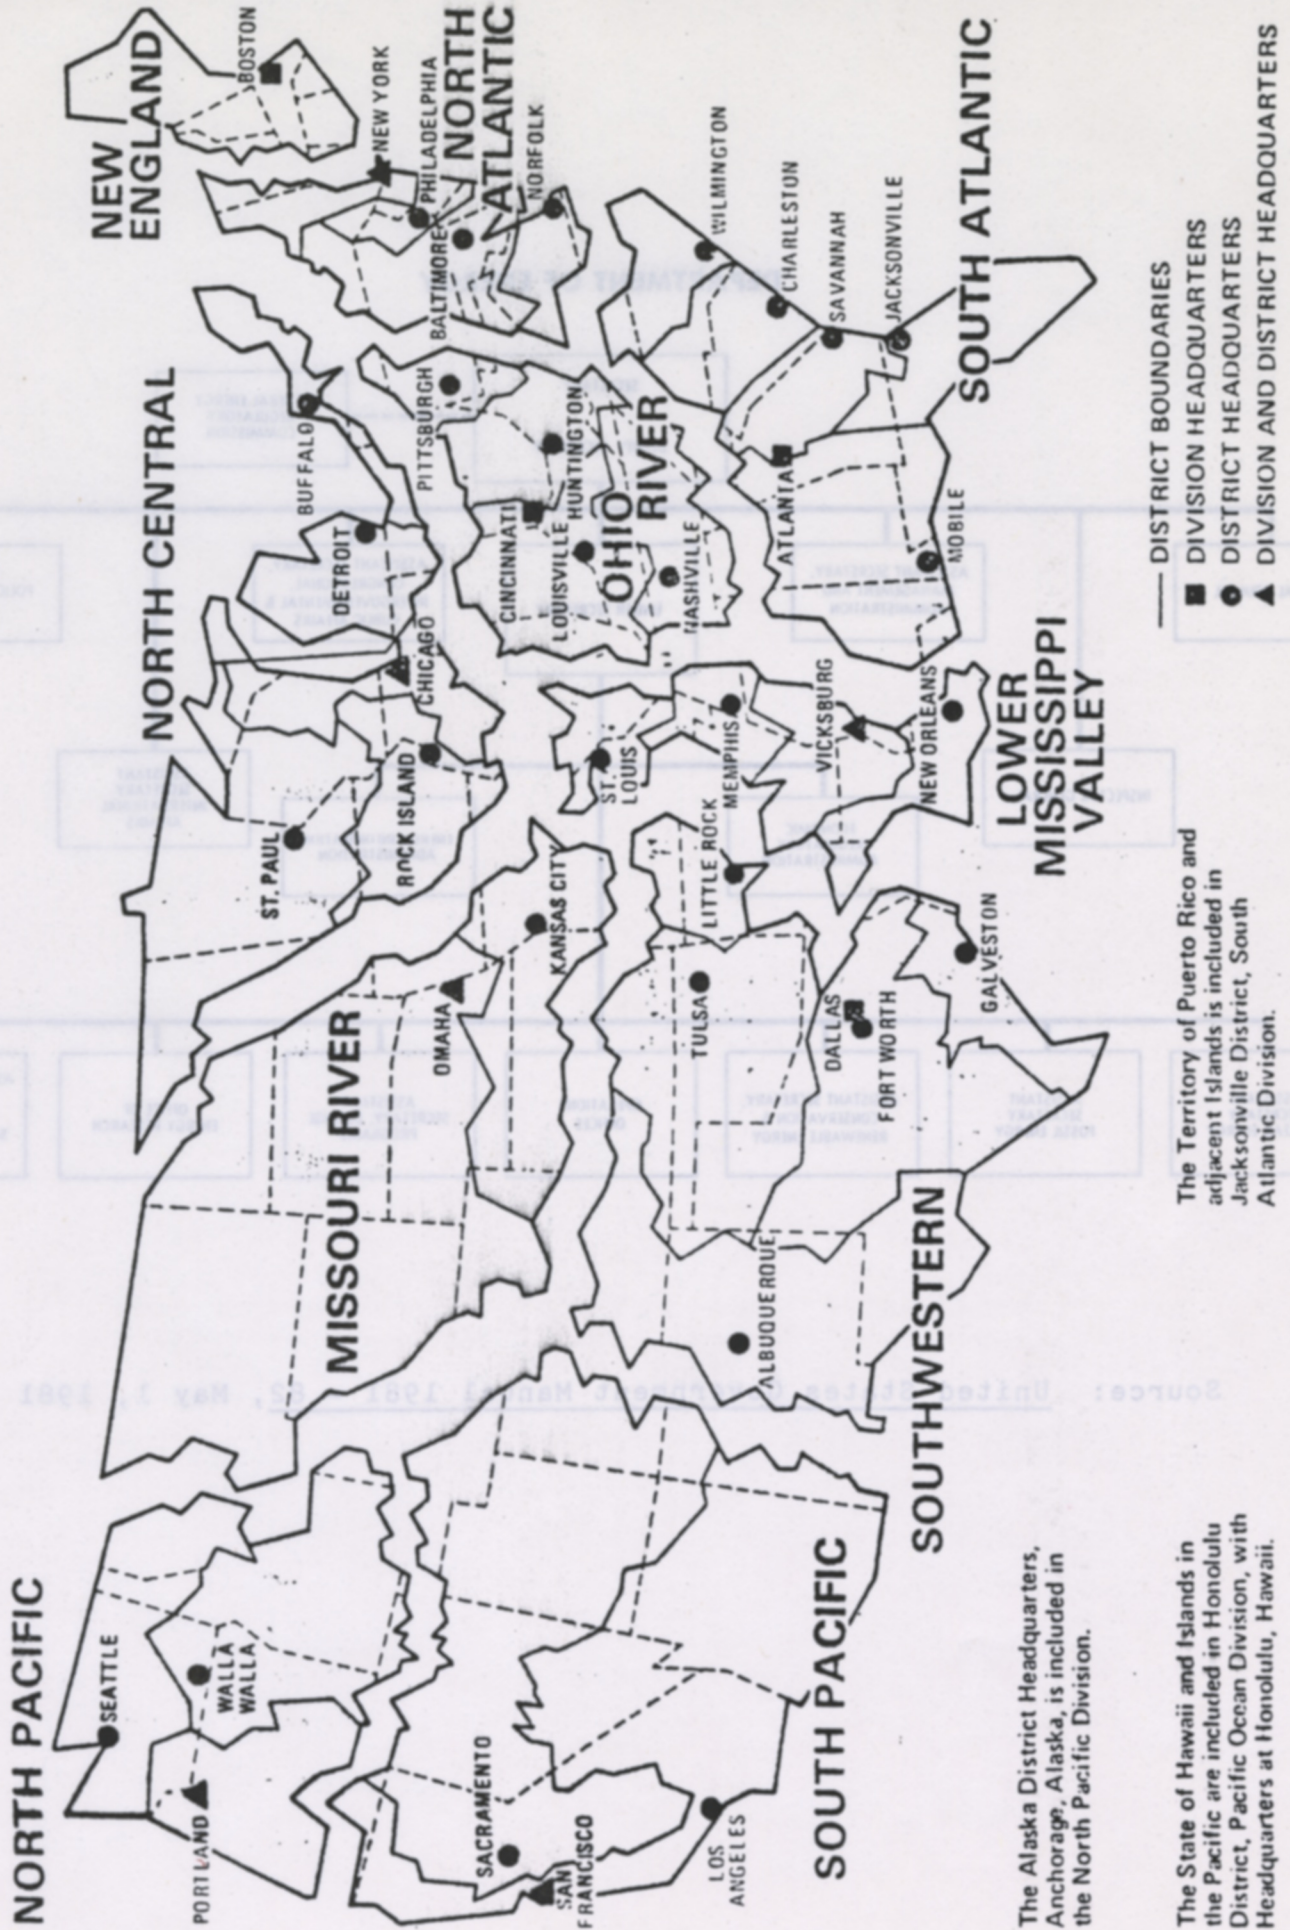 NORTH PACIFIC
SEATTLE
WALLA
WALLA
PORTLAND
MISSOURI RIVER
OMAHA
KANSAS CITY
NORTH CENTRAL
ST. PAUL
ROCK ISLAND
CHICAGO
DETROIT
BUFFALO
NEW
ENGLAND
BOSTON
NEW YORK
PHILADELPHIA
NORTH
ATLANTIC
BALTIMORE
NORFOLK
PITTSBURGH
HUNTINGTON
CINCINNATI
LOUISVILLE
OHIO
RIVER
NASHVILLE
WILMINGTON
CHARLESTON
SAVANNAH
JACKSONVILLE
SOUTH ATLANTIC
ATLANTA
MOBILE
ST.
LOUIS
MEMPHIS
VICKSBURG
NEW ORLEANS
LOWER
MISSISSIPPI
VALLEY
LITTLE ROCK
TULSA
DALLAS
FORT WORTH
GALVESTON
ALBUQUERQUE
SOUTHWESTERN
SACRAMENTO
SAN
FRANCISCO
LOS
ANGELES
SOUTH PACIFIC
The Alaska District Headquarters,
Anchorage, Alaska, is included in
the North Pacific Division.
The State of Hawaii and Islands in
the Pacific are included in Honolulu
District, Pacific Ocean Division, with
Headquarters at Honolulu, Hawaii.
The Territory of Puerto Rico and
adjacent Islands is included in
Jacksonville District, South
Atlantic Division.
DISTRICT BOUNDARIES
DIVISION HEADQUARTERS
DISTRICT HEADQUARTERS
DIVISION AND DISTRICT HEADQUARTERS
Source: United States Government Manual 1981 82, May 1, 1981